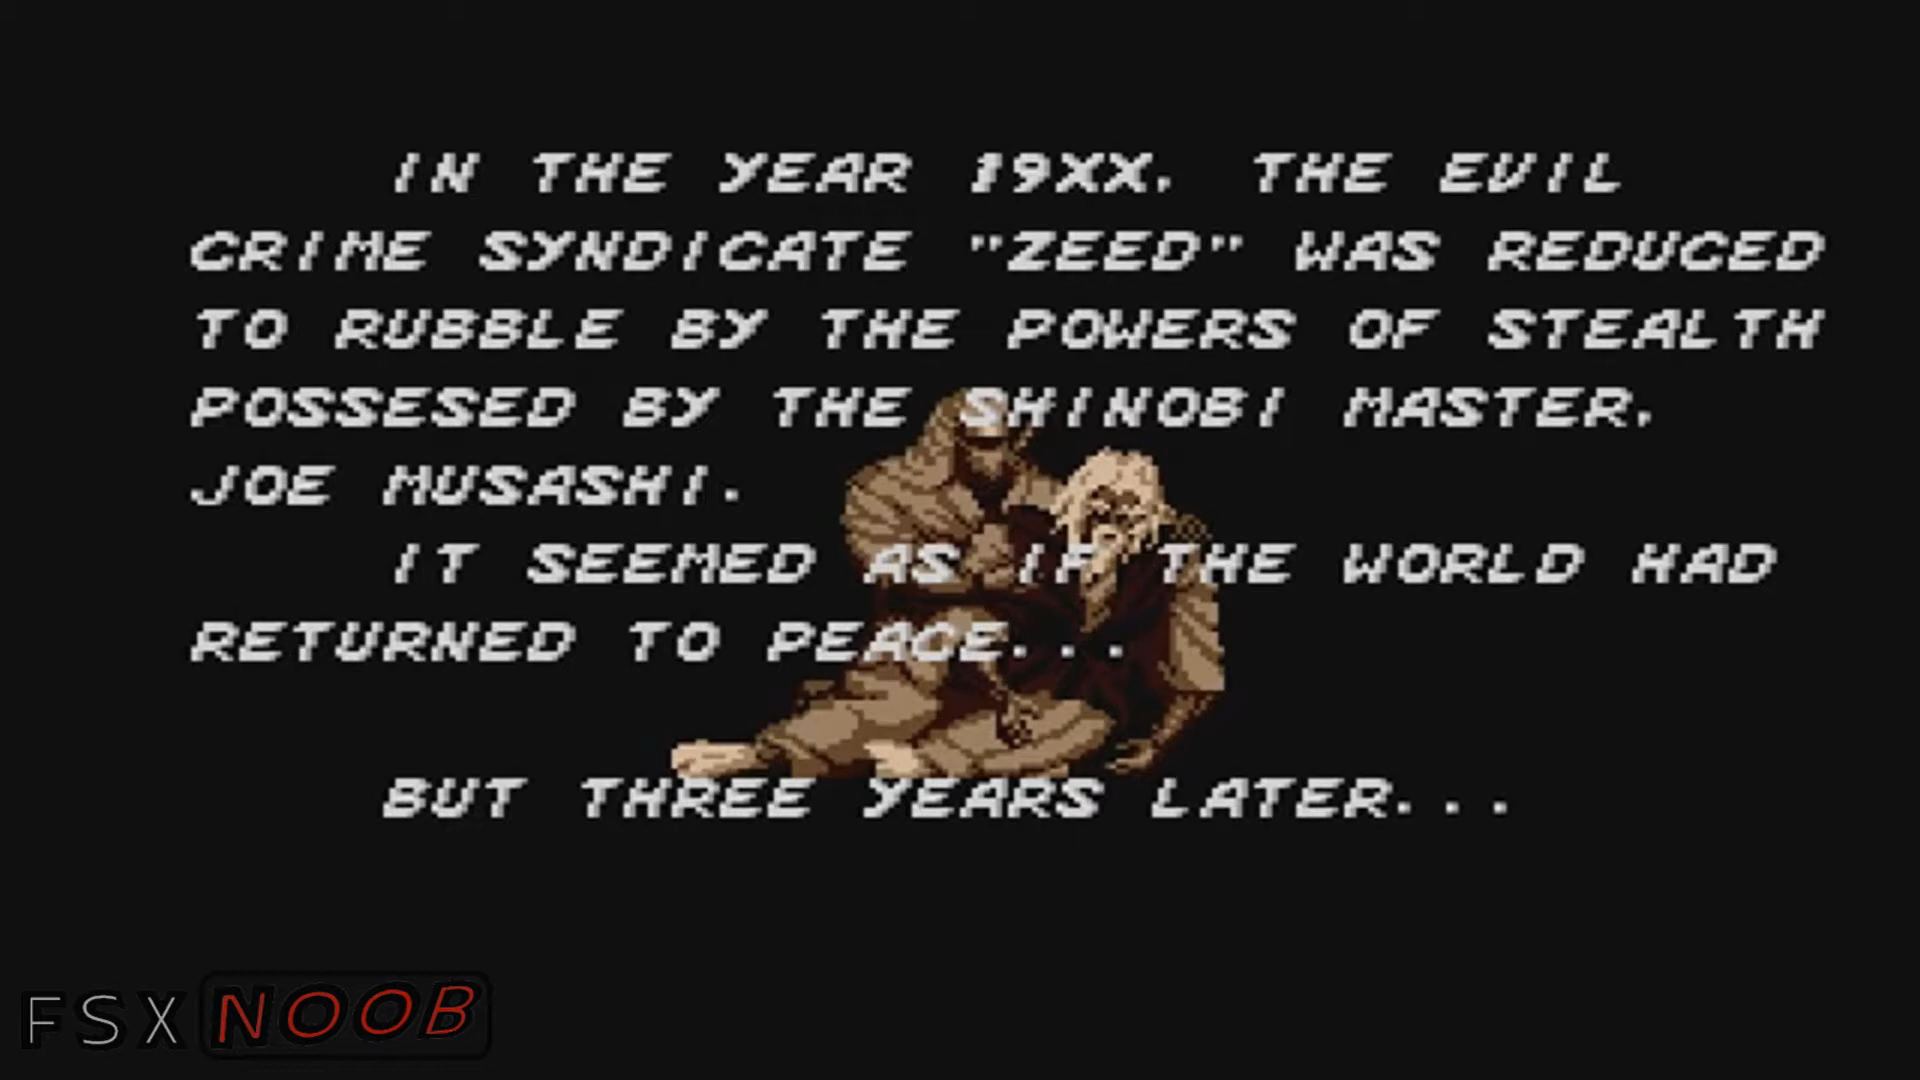 IN THE YEAR 19XX. THE EVIL
CRIME SYNDICATE "ZEED" WAS REDUCED
TO RUBBLE BY THE POWERS OF STEALTH
POSSESED BY THE SHINOBI MASTER.
JOE MUSASHI.
IT SEEMED AS IF THE WORLD HAD
RETURNED TO PEACE...
BUT THREE YEARS LATER...
FSX NOOB